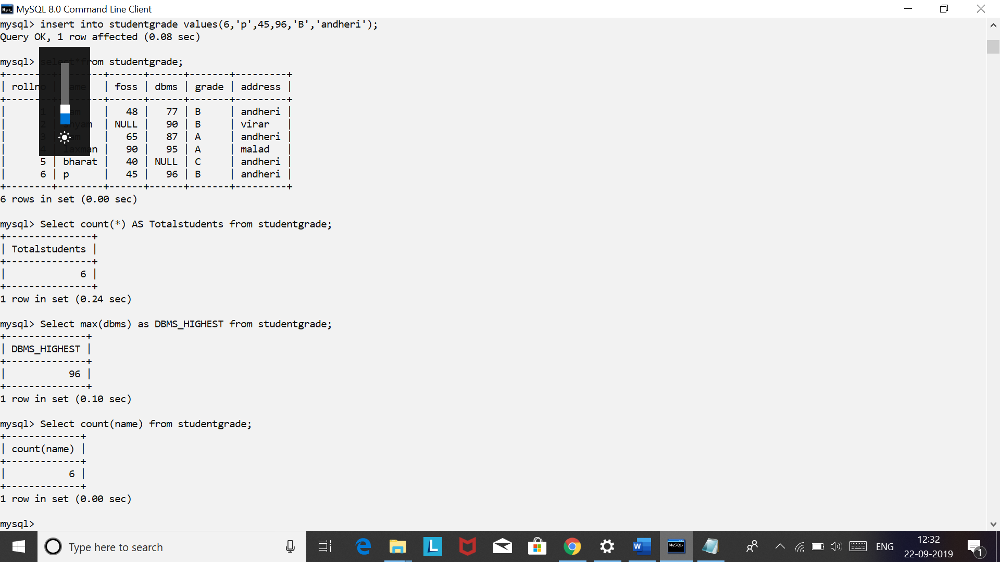 MySQL 8.0 Command Line Client
mysql> insert into studentgrade values(6,'p',45,96,'B','andheri');
Query OK, 1 row affected (0.08 sec)
mysql> select*from studentgrade;
+--------+--------+------+------+-------+---------+
| rollno | name | foss | dbms | grade | address |
+--------+--------+------+------+-------+---------+
| 1 | | 48 | 77 | B | andheri |
| 2 | shyam | NULL | 90 | B | virar |
| 3 | | 65 | 87 | A | andheri |
| 4 | laxman | 90 | 95 | A | malad |
| 5 | bharat | 40 | NULL | C | andheri |
| 6 | p | 45 | 96 | B | andheri |
+--------+--------+------+------+-------+---------+
6 rows in set (0.00 sec)
mysql> Select count(*) AS Totalstudents from studentgrade;
+---------------+
| Totalstudents |
+---------------+
| 6 |
+---------------+
1 row in set (0.24 sec)
mysql> Select max(dbms) as DBMS_HIGHEST from studentgrade;
+--------------+
| DBMS_HIGHEST |
+--------------+
| 96 |
+--------------+
1 row in set (0.10 sec)
mysql> Select count(name) from studentgrade;
+-------------+
| count(name) |
+-------------+
| 6 |
+-------------+
1 row in set (0.00 sec)
mysql>
Type here to search
L
W
MySQL
ENG
12:32
22-09-2019
1